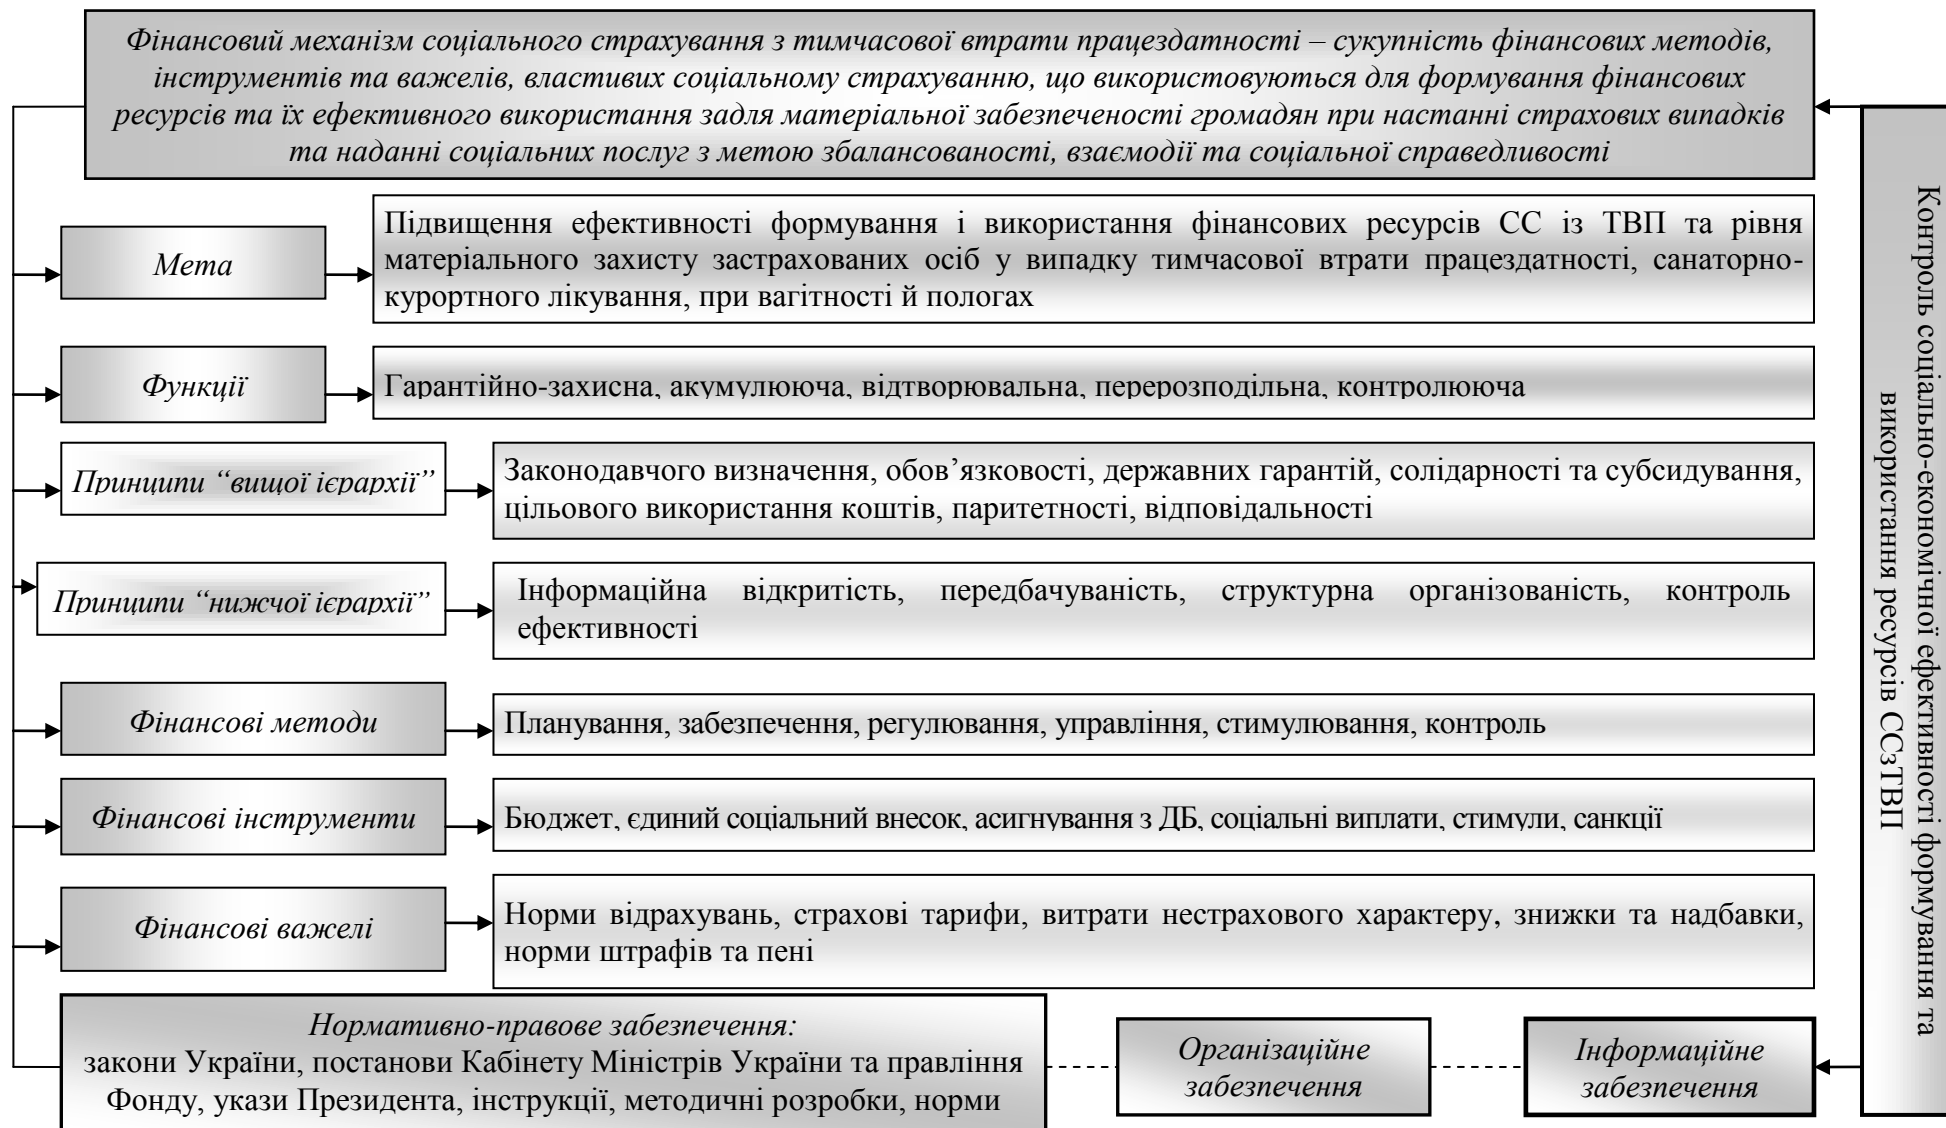 Фінансовий механізм соціального страхування з тимчасової втрати працездатності – сукупність фінансових методів,
інструментів та важелів, властивих соціальному страхуванню, що використовуються для формування фінансових
ресурсів та їх ефективного використання задля матеріальної забезпеченості громадян при настанні страхових випадків
та наданні соціальних послуг з метою збалансованості, взаємодії та соціальної справедливості
Мета
Підвищення ефективності формування і використання фінансових ресурсів СС із ТВП та рівня
матеріального захисту застрахованих осіб у випадку тимчасової втрати працездатності, санаторно-
курортного лікування, при вагітності й пологах
Функції
Гарантійно-захисна, акумулююча, відтворювальна, перерозподільна, контролююча
Принципи “вищої ієрархії”
Законодавчого визначення, обов’язковості, державних гарантій, солідарності та субсидування,
цільового використання коштів, паритетності, відповідальності
Принципи “нижчої ієрархії”
Інформаційна відкритість, передбачуваність, структурна організованість, контроль
ефективності
Фінансові методи
Планування, забезпечення, регулювання, управління, стимулювання, контроль
Фінансові інструменти
Бюджет, єдиний соціальний внесок, асигнування з ДБ, соціальні виплати, стимули, санкції
Фінансові важелі
Норми відрахувань, страхові тарифи, витрати нестрахового характеру, знижки та надбавки,
норми штрафів та пені
Нормативно-правове забезпечення:
закони України, постанови Кабінету Міністрів України та правління
Фонду, укази Президента, інструкції, методичні розробки, норми
Організаційне
забезпечення
Інформаційне
забезпечення
Контроль соціально-економічної ефективності формування та
використання ресурсів ССзТВП